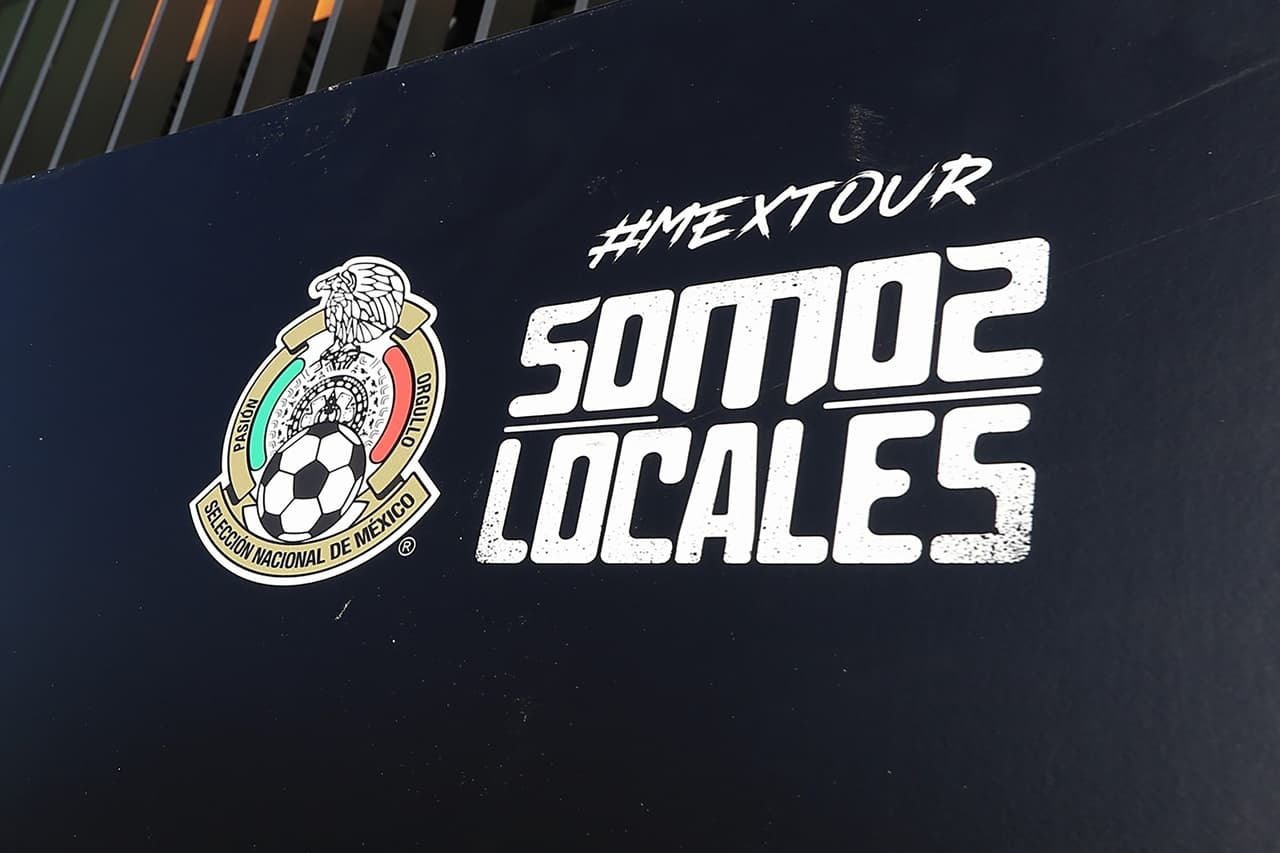 #MEXTOUR
SOMOS
LOCALES
PASIÓN
ORGULLO
SELECCIÓN NACIONAL DE MÉXICO
®